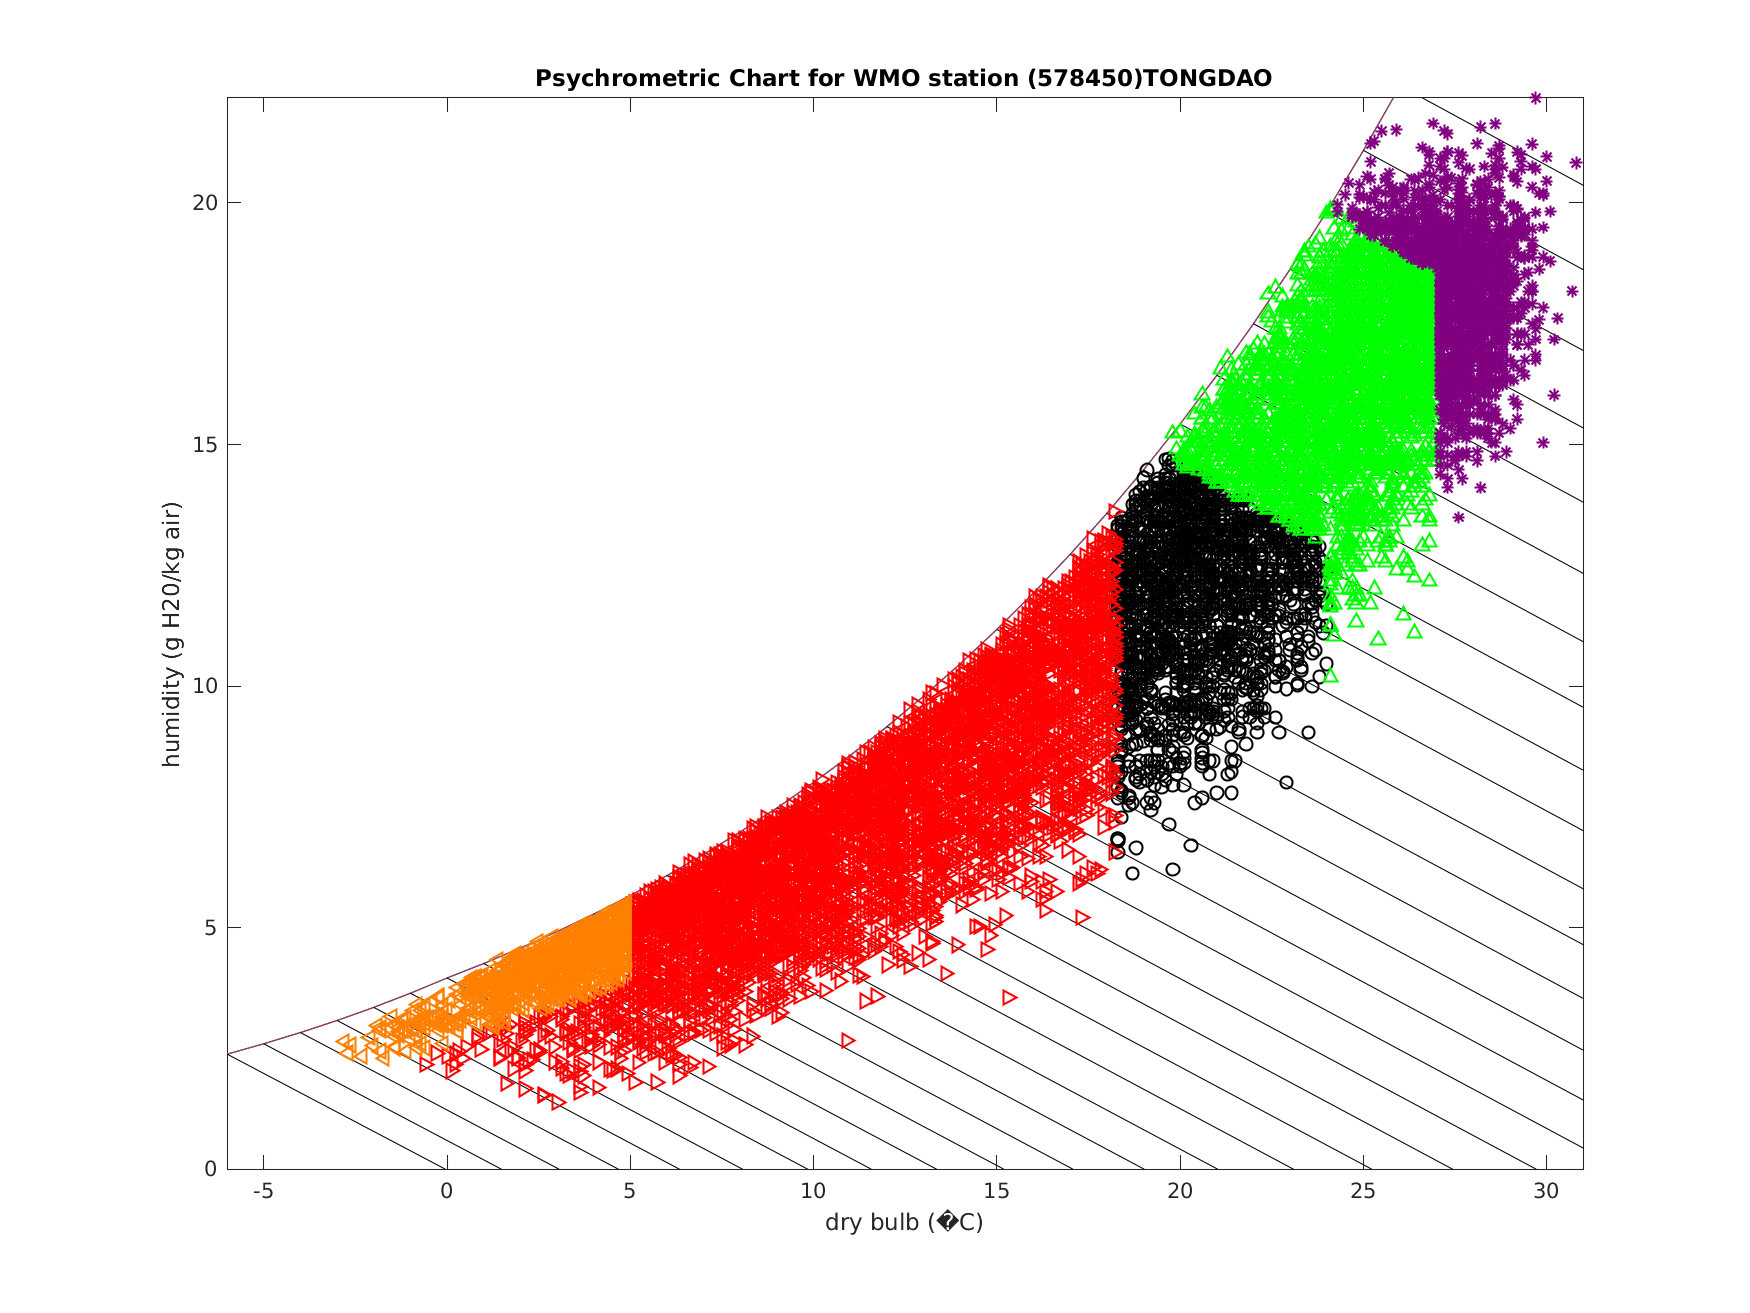 Psychrometric Chart for WMO station (578450)TONGDAO
humidity (g H20/kg air)
20
15
10
5
0
-5 0 5 10 15 20 25 30
dry bulb (�C)